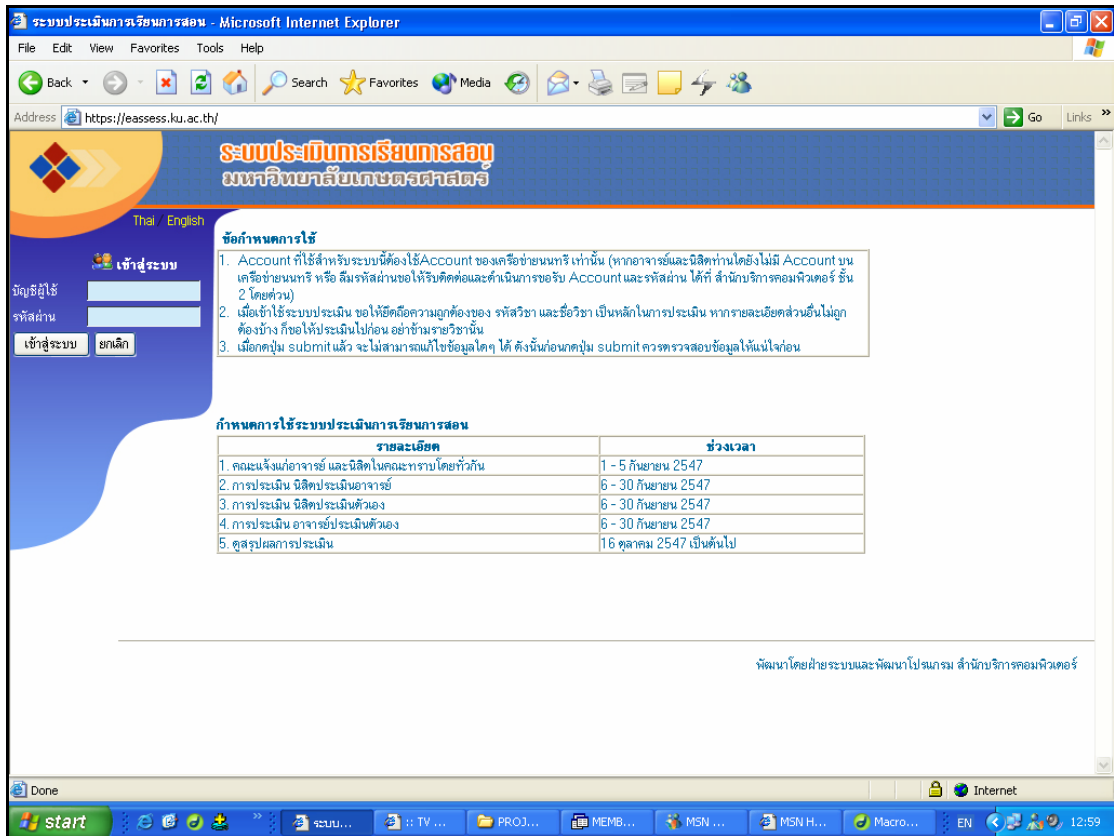 ระบบประเมินการเรียนการสอน - Microsoft Internet Explorer
File Edit View Favorites Tools Help
Back Search Favorites Media
Address https://eassess.ku.ac.th/ Go Links »
ระบบประเมินการเรียนการสอน
มหาวิทยาลัยเกษตรศาสตร์
Thai / English
เข้าสู่ระบบ
บัญชีผู้ใช้
รหัสผ่าน
เข้าสู่ระบบ ยกเลิก
ข้อกำหนดการใช้
1. Account ที่ใช้สำหรับระบบนี้ต้องใช้Account ของเครือข่ายนนทรี เท่านั้น (หากอาจารย์และนิสิตท่านใดยังไม่มี Account บน
เครือข่ายนนทรี หรือ ลืมรหัสผ่านขอให้รีบติดต่อและดำเนินการขอรับ Account และรหัสผ่าน ได้ที่ สำนักบริการคอมพิวเตอร์ ชั้น
2 โดยด่วน)
2. เมื่อเข้าใช้ระบบประเมิน ขอให้ยึดถือความถูกต้องของ รหัสวิชา และชื่อวิชา เป็นหลักในการประเมิน หากรายละเอียดส่วนอื่นไม่ถูก
ต้องบ้าง ก็ขอให้ประเมินไปก่อน อย่าข้ามรายวิชานั้น
3. เมื่อกดปุ่ม submit แล้ว จะไม่สามารถแก้ไขข้อมูลใดๆ ได้ ดังนั้นก่อนกดปุ่ม submit ควรตรวจสอบข้อมูลให้แน่ใจก่อน
กำหนดการใช้ระบบประเมินการเรียนการสอน
รายละเอียด ช่วงเวลา
1. คณะแจ้งแก่อาจารย์ และนิสิตในคณะทราบโดยทั่วกัน 1 - 5 กันยายน 2547
2. การประเมิน นิสิตประเมินอาจารย์ 6 - 30 กันยายน 2547
3. การประเมิน นิสิตประเมินตัวเอง 6 - 30 กันยายน 2547
4. การประเมิน อาจารย์ประเมินตัวเอง 6 - 30 กันยายน 2547
5. ดูสรุปผลการประเมิน 16 ตุลาคม 2547 เป็นต้นไป
พัฒนาโดยฝ่ายระบบและพัฒนาโปรแกรม สำนักบริการคอมพิวเตอร์
Done Internet
start » ระบบ... :: TV ... PROJ... MEMB... MSN ... MSN H... Macro... EN 12:59